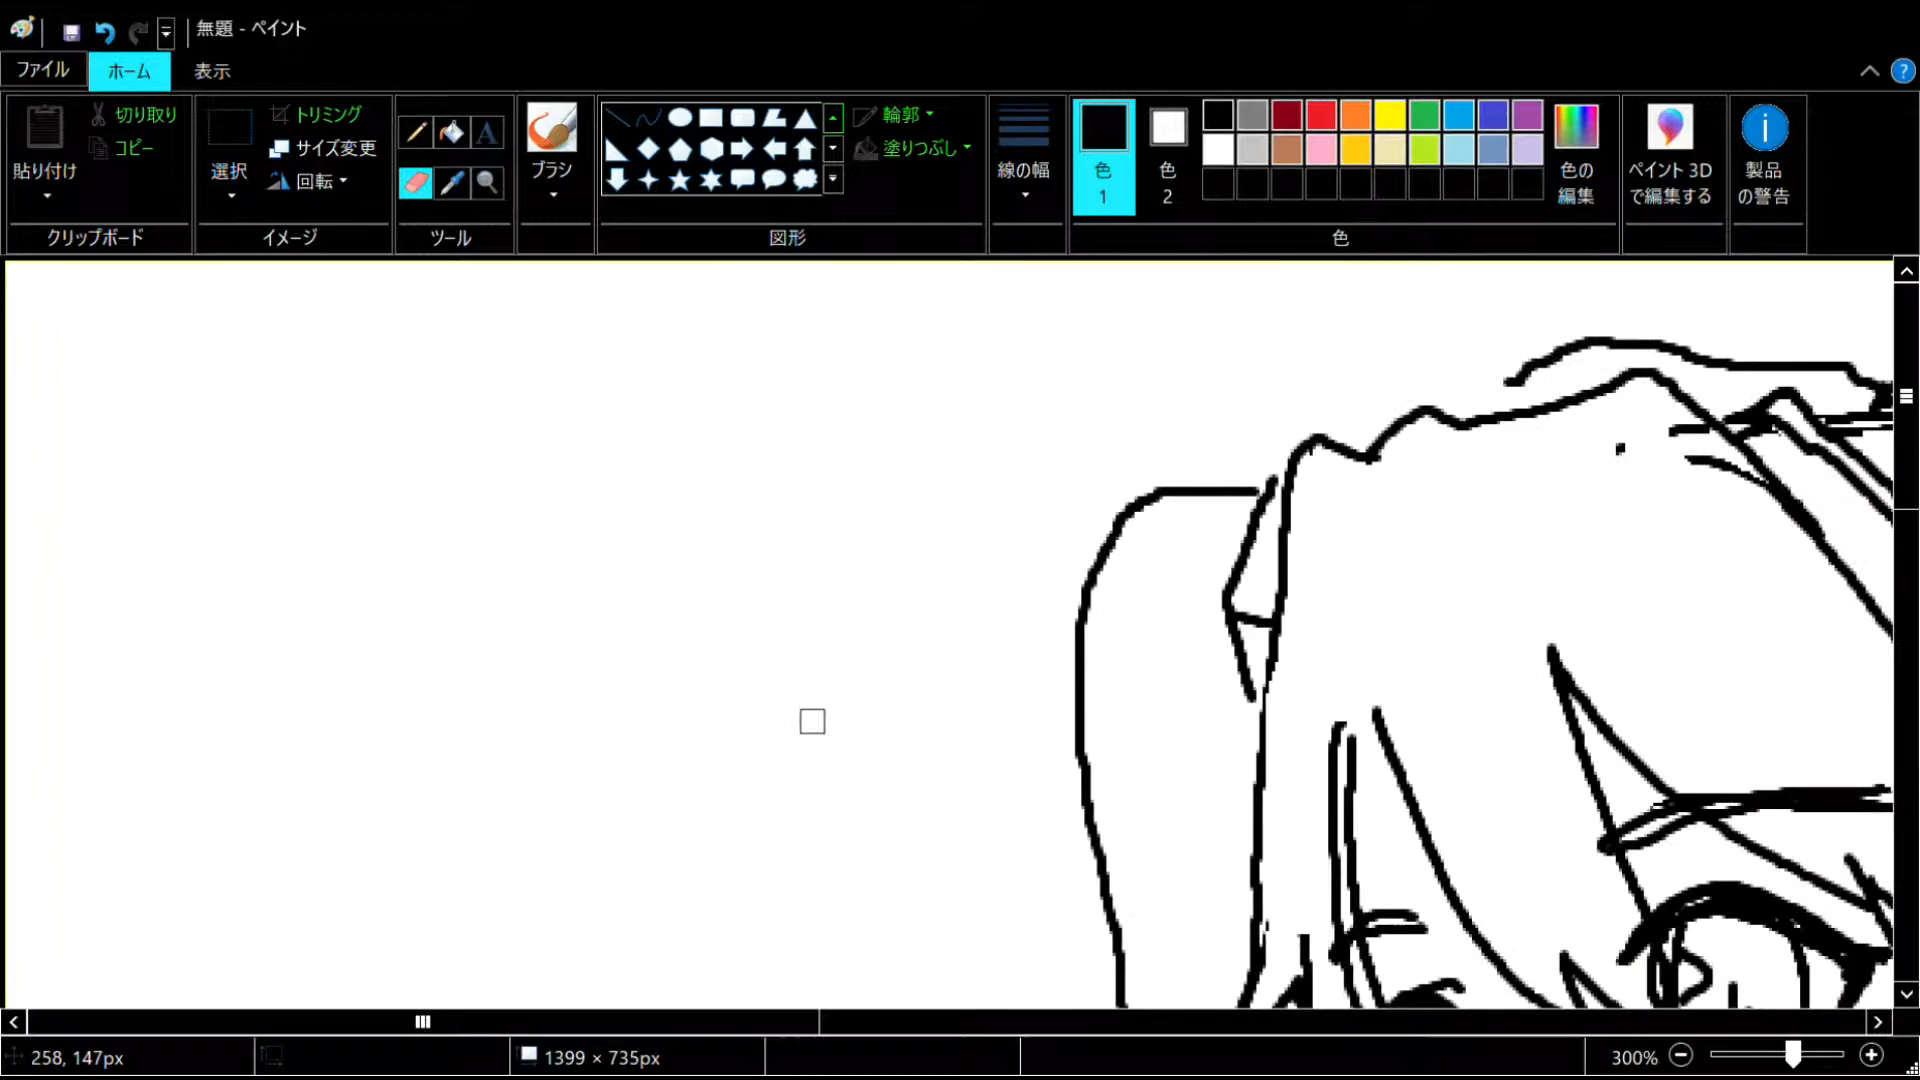 無題 - ペイント
ファイル ホーム 表示 ?
貼り付け 切り取り コピー
クリップボード
選択 トリミング サイズ変更 回転
イメージ
A
ツール
ブラシ
輪郭 塗りつぶし
図形
線の幅
色 1
色 2
色の 編集
色
ペイント 3D で編集する
製品 の警告
258, 147px 1399 × 735px 300%